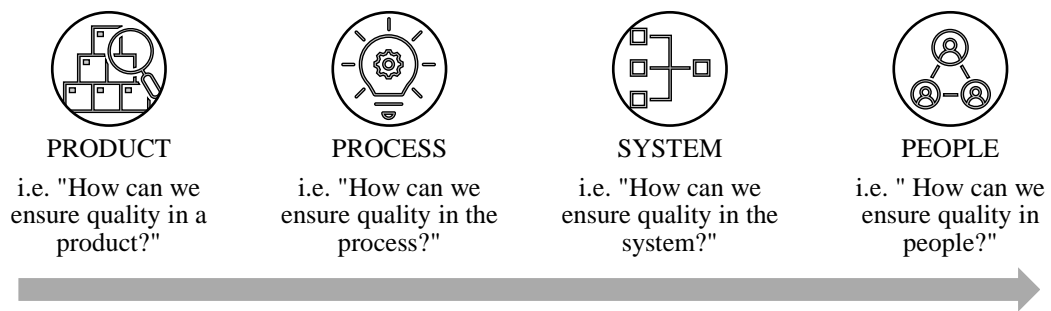 PRODUCT
i.e. "How can we
ensure quality in a
product?"
PROCESS
i.e. "How can we
ensure quality in the
process?"
SYSTEM
i.e. "How can we
ensure quality in the
system?"
PEOPLE
i.e. " How can we
ensure quality in
people?"